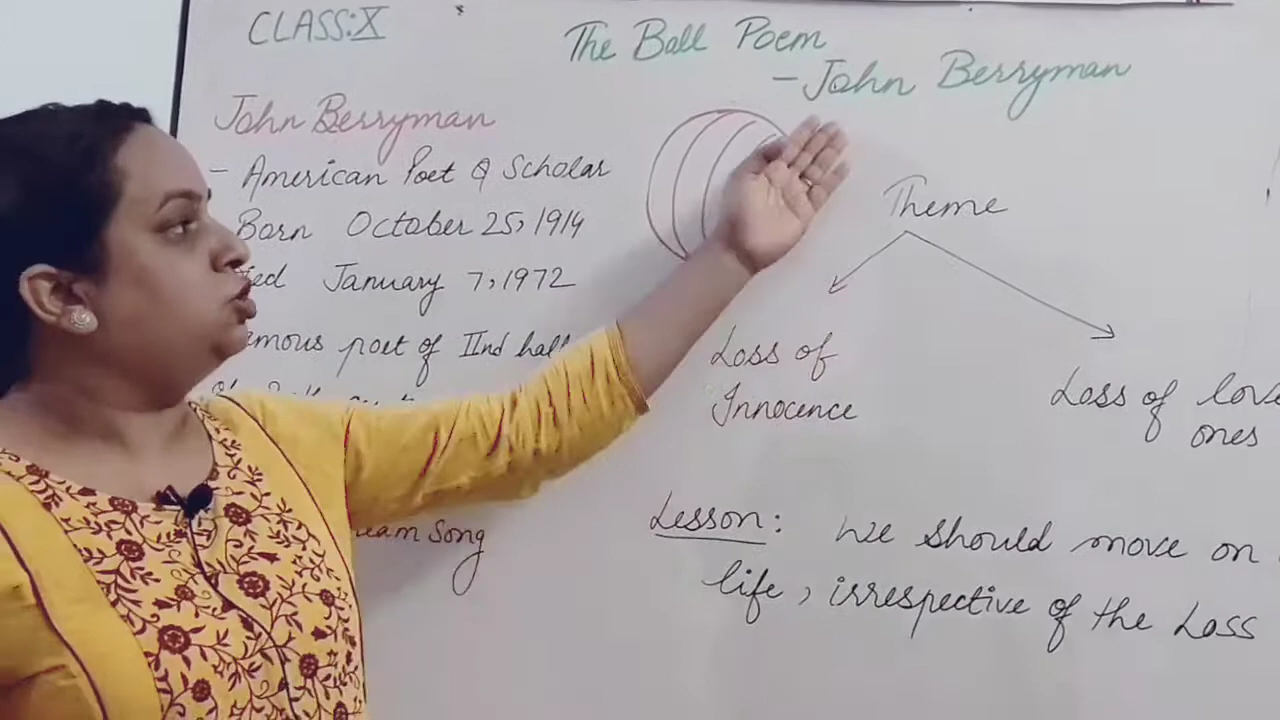 CLASS:X
The Ball Poem
- John Berryman
John Berryman
- American Poet & Scholar
Born October 25, 1914
January 7, 1972
poet of IInd
Theme
Loss of
Innocence
Loss of
ones
Song
Lesson: We should move on
life, irrespective of the Loss